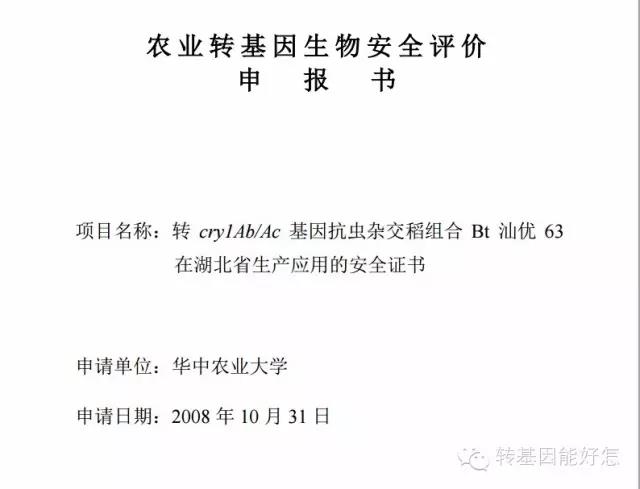 农业转基因生物安全评价
申 报 书
项目名称：转 cry1Ab/Ac 基因抗虫杂交稻组合 Bt 汕优 63
在湖北省生产应用的安全证书
申请单位：华中农业大学
申请日期：2008 年 10 月 31 日
转基因能好怎